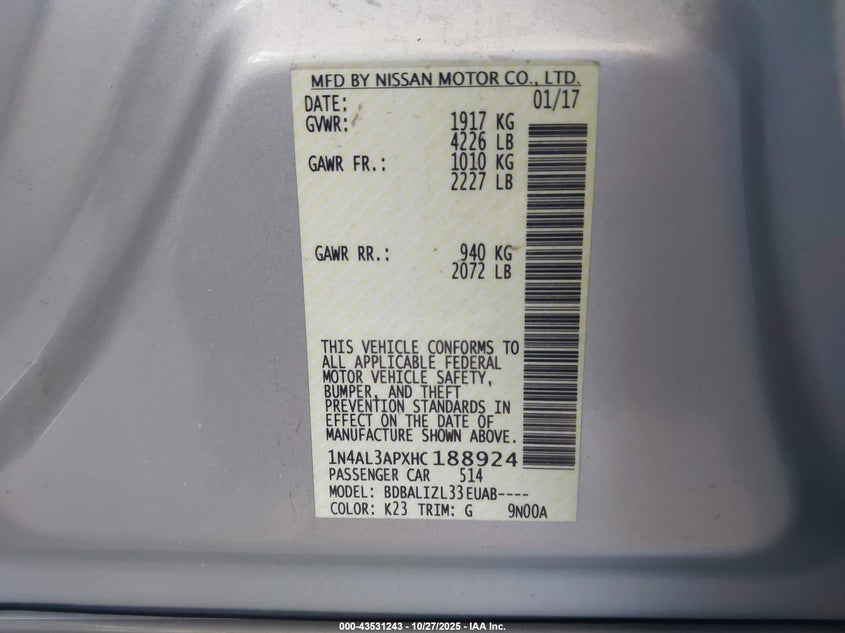 MFD BY NISSAN MOTOR CO., LTD.
DATE: 01/17
GVWR: 1917 KG
4226 LB
GAWR FR.: 1010 KG
2227 LB
GAWR RR.: 940 KG
2072 LB
THIS VEHICLE CONFORMS TO
ALL APPLICABLE FEDERAL
MOTOR VEHICLE SAFETY,
BUMPER, AND THEFT
PREVENTION STANDARDS IN
EFFECT ON THE DATE OF
MANUFACTURE SHOWN ABOVE.
1N4AL3APXHC188924
PASSENGER CAR 514
MODEL: BDBALIZL33EUAB----
COLOR: K23 TRIM: G 9N00A
000-43531243 - 10/27/2025 - IAA Inc.